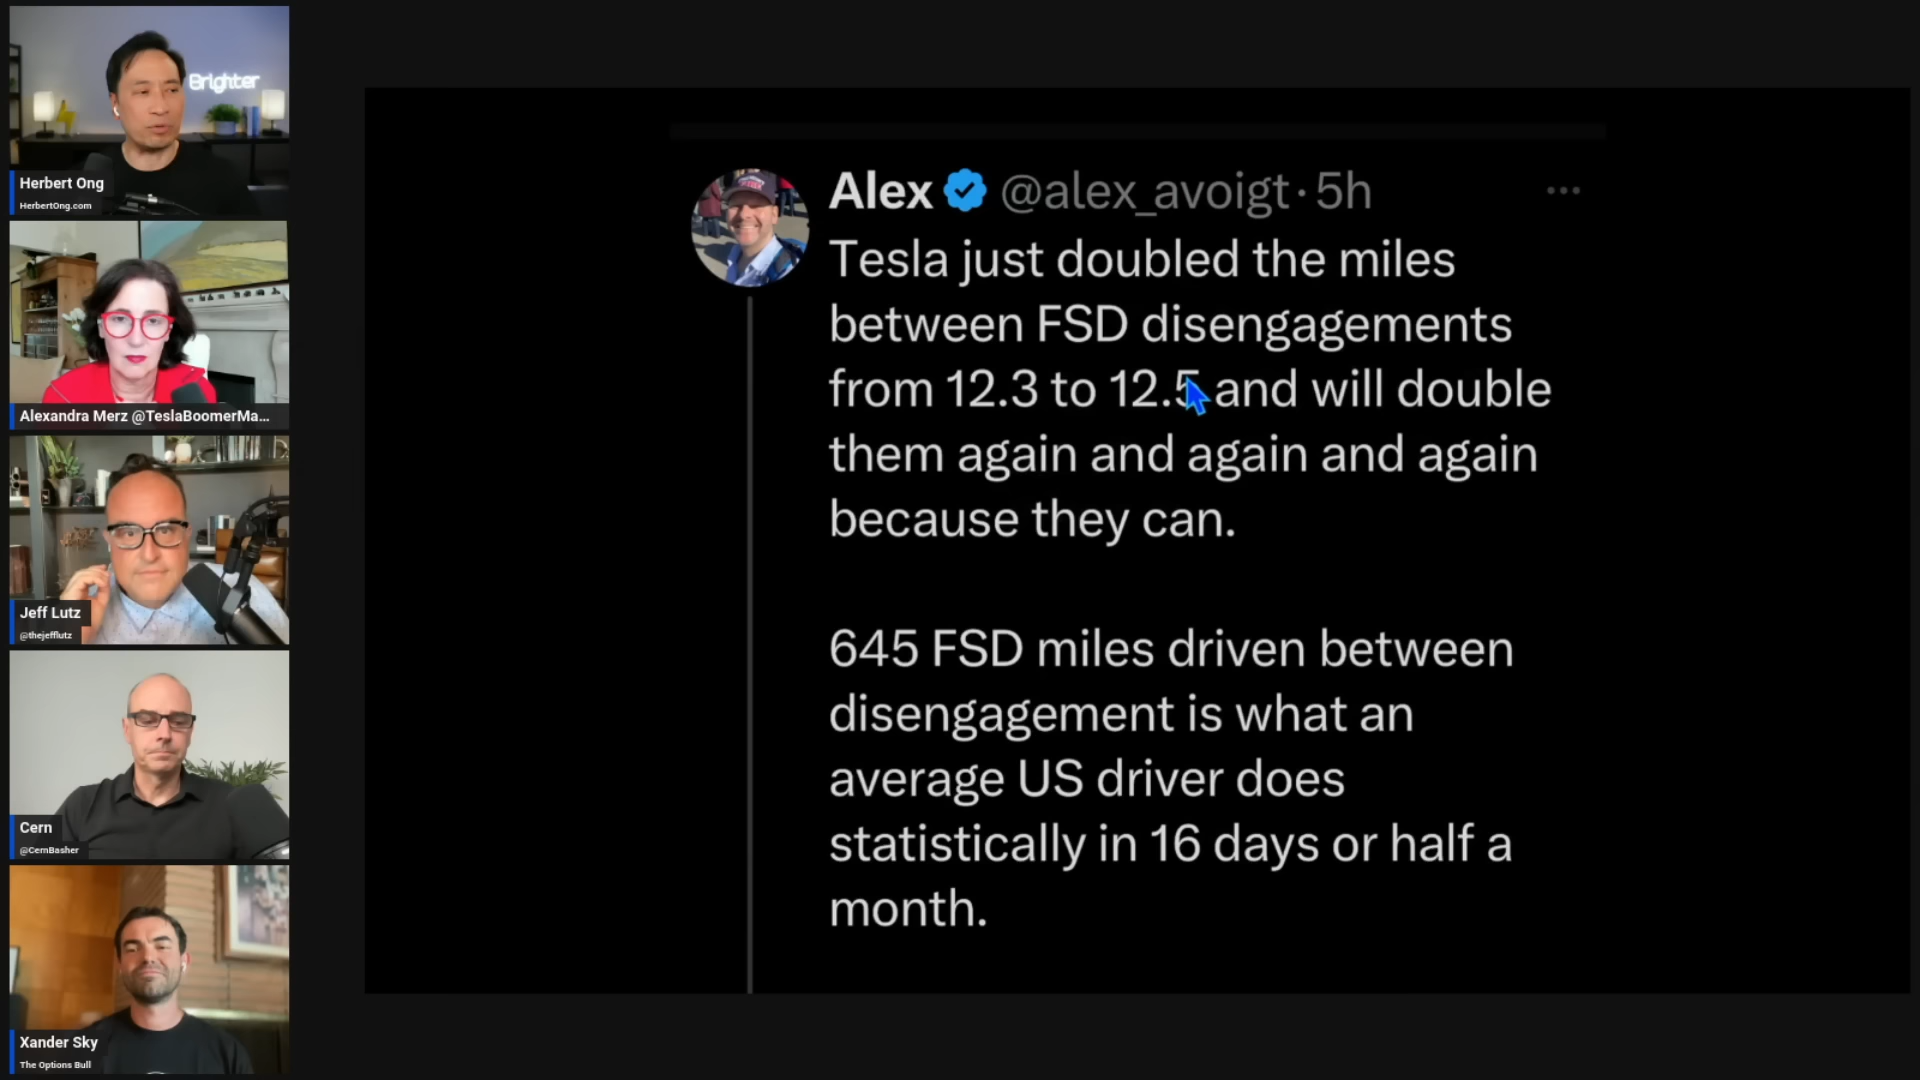 Brighter
Herbert Ong
HerbertOng.com
Alexandra Merz @TeslaBoomerMa...
Jeff Lutz
@thejefflutz
Cern
@CernBasher
Xander Sky
The Options Bull
Alex @alex_avoigt · 5h
Tesla just doubled the miles
between FSD disengagements
from 12.3 to 12.5 and will double
them again and again and again
because they can.
645 FSD miles driven between
disengagement is what an
average US driver does
statistically in 16 days or half a
month.